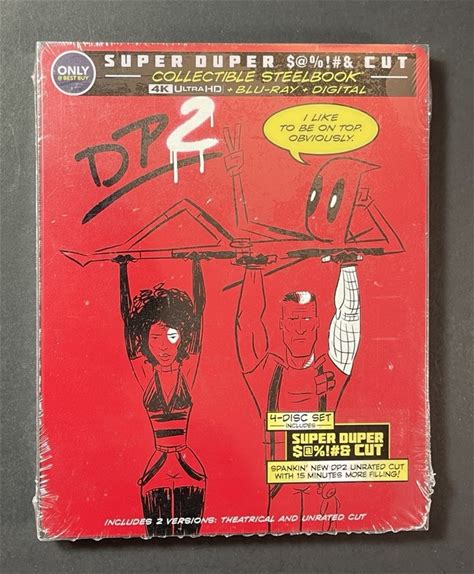 ONLY
@ BEST BUY
SUPER DUPER $@%!#& CUT
COLLECTIBLE STEELBOOK
4K ULTRA HD + BLU-RAY + DIGITAL
DP2
I LIKE
TO BE ON TOP.
OBVIOUSLY.
4-DISC SET
INCLUDES
SUPER DUPER
$@%!#& CUT
SPANKIN' NEW DP2 UNRATED CUT
WITH 15 MINUTES MORE FILLING!
INCLUDES 2 VERSIONS: THEATRICAL AND UNRATED CUT